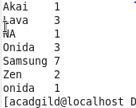 Akai 1
Lava 3
NA 1
Onida 3
Samsung 7
Zen 2
onida 1
[acadgild@localhost D